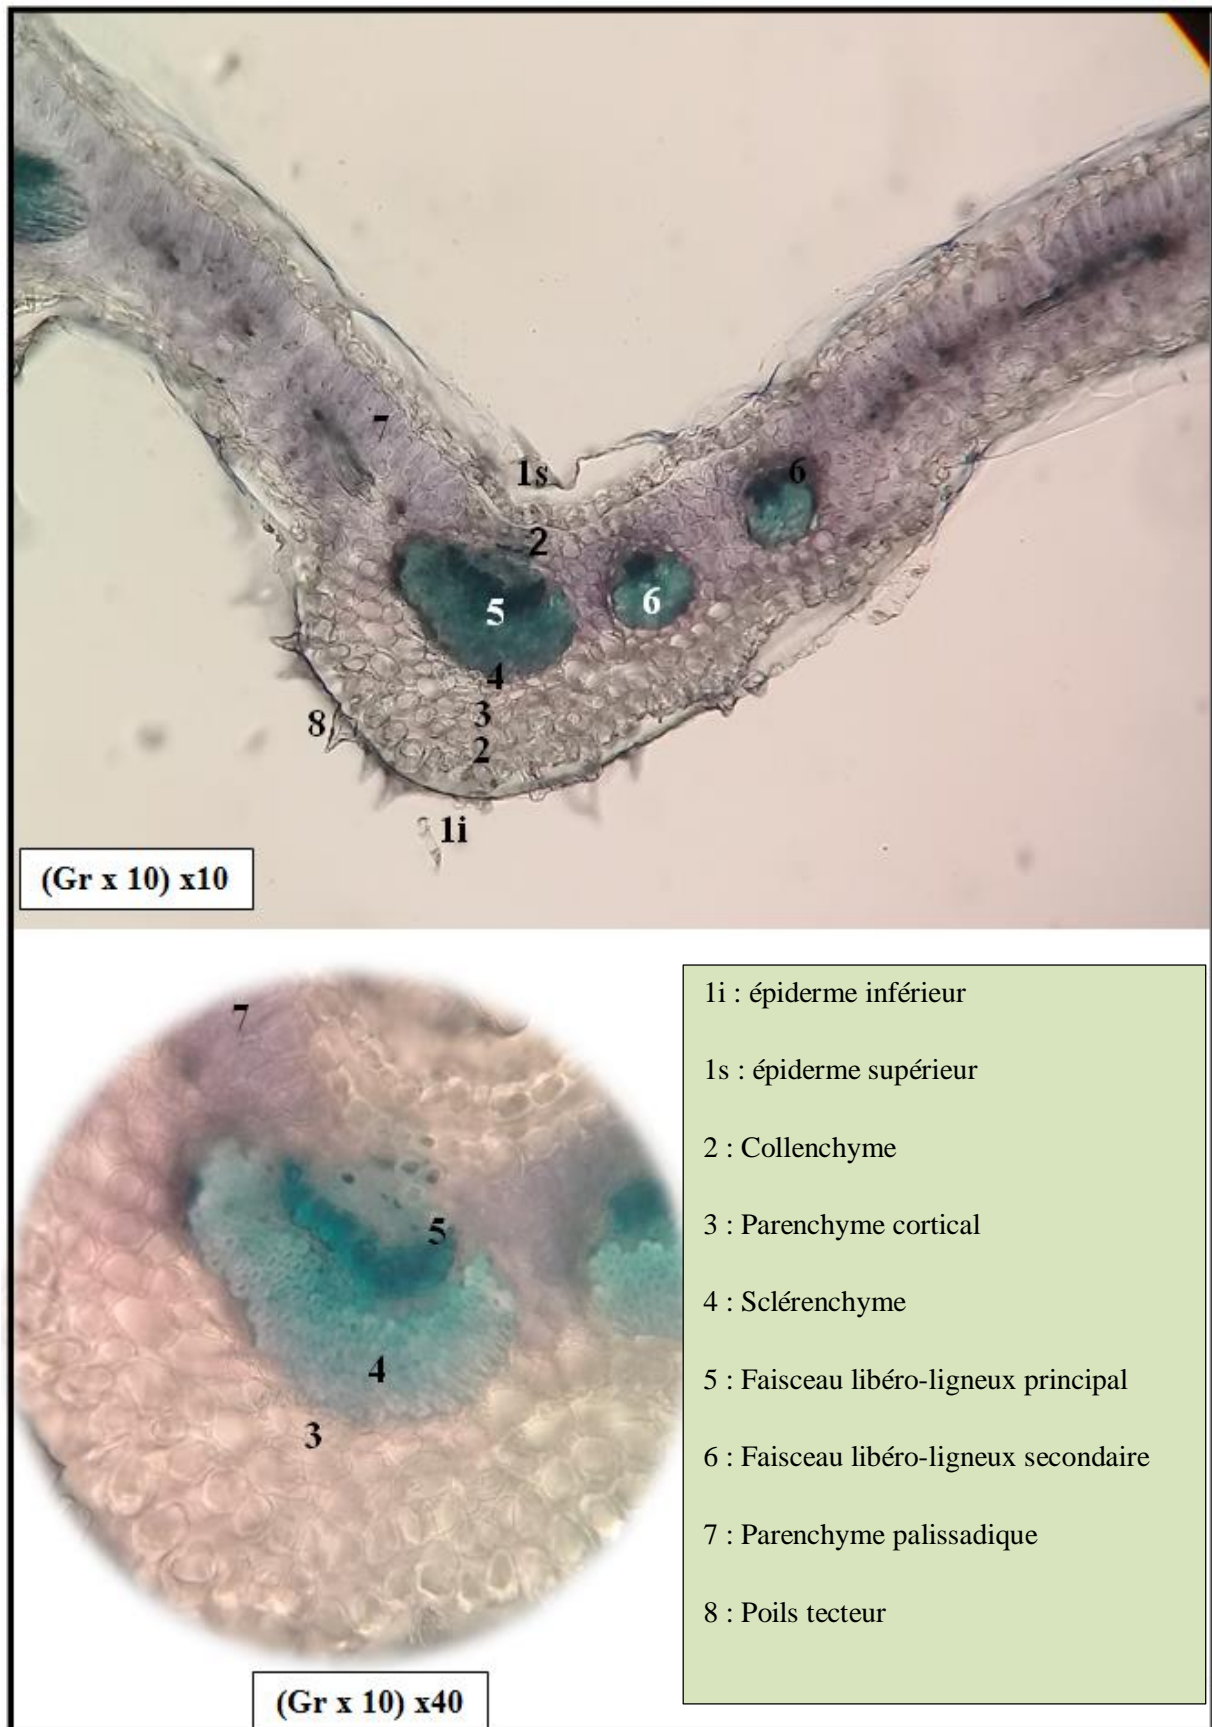 7
1s
6
2
5
6
4
3
8
2
1i
(Gr x 10) x10
7
5
4
3
(Gr x 10) x40
1i : épiderme inférieur
1s : épiderme supérieur
2 : Collenchyme
3 : Parenchyme cortical
4 : Sclérenchyme
5 : Faisceau libéro-ligneux principal
6 : Faisceau libéro-ligneux secondaire
7 : Parenchyme palissadique
8 : Poils tecteur